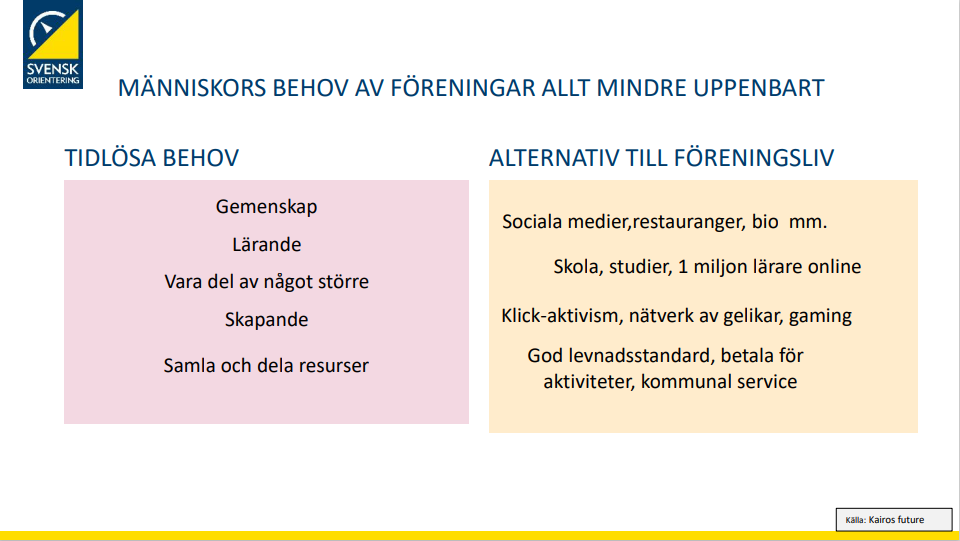 SVENSK
ORIENTERING
MÄNNISKORS BEHOV AV FÖRENINGAR ALLT MINDRE UPPENBART
TIDLÖSA BEHOV
Gemenskap
Lärande
Vara del av något större
Skapande
Samla och dela resurser
ALTERNATIV TILL FÖRENINGSLIV
Sociala medier,restauranger, bio  mm.
Skola, studier, 1 miljon lärare online
Klick-aktivism, nätverk av gelikar, gaming
God levnadsstandard, betala för
aktiviteter, kommunal service
Källa: Kairos future